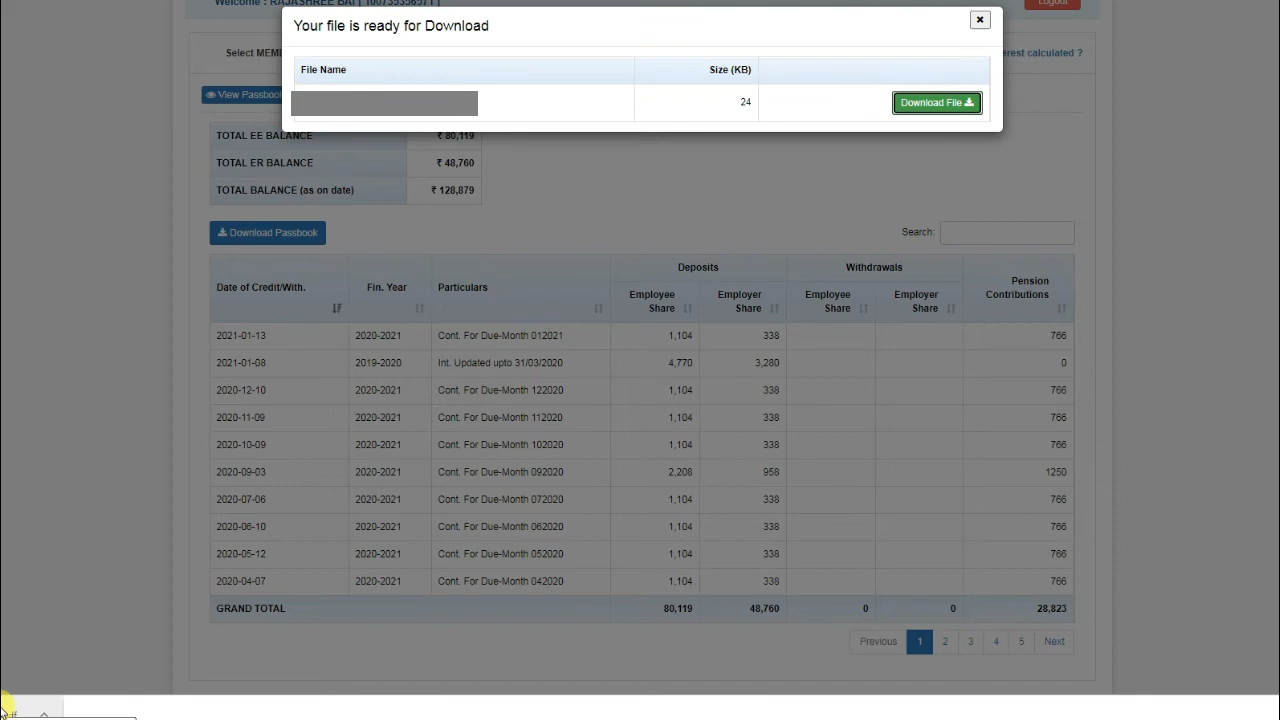 Welcome : RAJASHREE BAI | 100735356571 |
Logout
Your file is ready for Download
×
Select MEMB
erest calculated ?
File Name Size (KB)
View Passbook
24 Download File
TOTAL EE BALANCE ₹ 80,119
TOTAL ER BALANCE ₹ 48,760
TOTAL BALANCE (as on date) ₹ 128,879
Download Passbook Search:
Deposits Withdrawals
Date of Credit/With. Fin. Year Particulars Employee Share Employer Share Employee Share Employer Share Pension Contributions
2021-01-13 2020-2021 Cont. For Due-Month 012021 1,104 338 766
2021-01-08 2019-2020 Int. Updated upto 31/03/2020 4,770 3,280 0
2020-12-10 2020-2021 Cont. For Due-Month 122020 1,104 338 766
2020-11-09 2020-2021 Cont. For Due-Month 112020 1,104 338 766
2020-10-09 2020-2021 Cont. For Due-Month 102020 1,104 338 766
2020-09-03 2020-2021 Cont. For Due-Month 092020 2,208 958 1250
2020-07-06 2020-2021 Cont. For Due-Month 072020 1,104 338 766
2020-06-10 2020-2021 Cont. For Due-Month 062020 1,104 338 766
2020-05-12 2020-2021 Cont. For Due-Month 052020 1,104 338 766
2020-04-07 2020-2021 Cont. For Due-Month 042020 1,104 338 766
GRAND TOTAL 80,119 48,760 0 0 28,823
Previous 1 2 3 4 5 Next